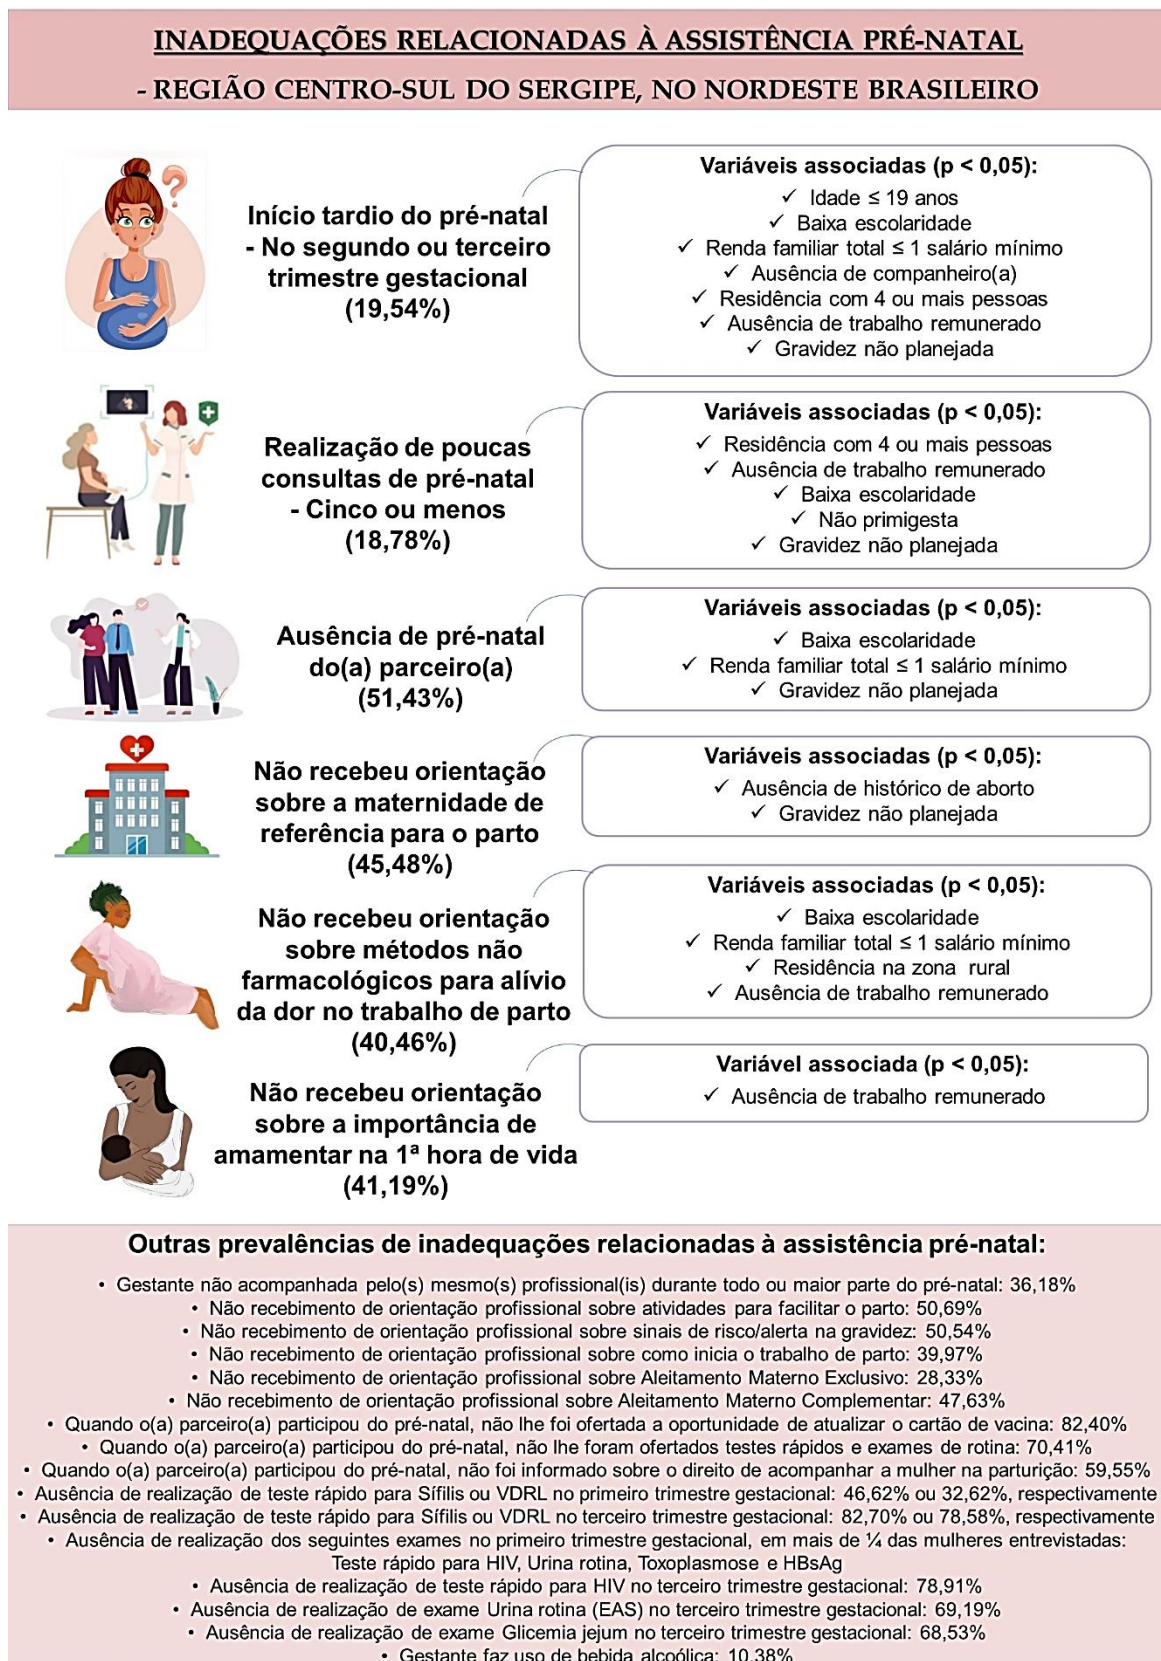 INADEQUAÇÕES RELACIONADAS À ASSISTÊNCIA PRÉ-NATAL
- REGIÃO CENTRO-SUL DO SERGIPE, NO NORDESTE BRASILEIRO
Início tardio do pré-natal
- No segundo ou terceiro
trimestre gestacional
(19,54%)
Variáveis associadas (p < 0,05):
✓ Idade ≤ 19 anos
✓ Baixa escolaridade
✓ Renda familiar total ≤ 1 salário mínimo
✓ Ausência de companheiro(a)
✓ Residência com 4 ou mais pessoas
✓ Ausência de trabalho remunerado
✓ Gravidez não planejada
Realização de poucas
consultas de pré-natal
- Cinco ou menos
(18,78%)
Variáveis associadas (p < 0,05):
✓ Residência com 4 ou mais pessoas
✓ Ausência de trabalho remunerado
✓ Baixa escolaridade
✓ Não primigesta
✓ Gravidez não planejada
Ausência de pré-natal
do(a) parceiro(a)
(51,43%)
Variáveis associadas (p < 0,05):
✓ Baixa escolaridade
✓ Renda familiar total ≤ 1 salário mínimo
✓ Gravidez não planejada
Não recebeu orientação
sobre a maternidade de
referência para o parto
(45,48%)
Variáveis associadas (p < 0,05):
✓ Ausência de histórico de aborto
✓ Gravidez não planejada
Não recebeu orientação
sobre métodos não
farmacológicos para alívio
da dor no trabalho de parto
(40,46%)
Variáveis associadas (p < 0,05):
✓ Baixa escolaridade
✓ Renda familiar total ≤ 1 salário mínimo
✓ Residência na zona rural
✓ Ausência de trabalho remunerado
Não recebeu orientação
sobre a importância de
amamentar na 1ª hora de vida
(41,19%)
Variável associada (p < 0,05):
✓ Ausência de trabalho remunerado
Outras prevalências de inadequações relacionadas à assistência pré-natal:
• Gestante não acompanhada pelo(s) mesmo(s) profissional(is) durante todo ou maior parte do pré-natal: 36,18%
• Não recebimento de orientação profissional sobre atividades para facilitar o parto: 50,69%
• Não recebimento de orientação profissional sobre sinais de risco/alerta na gravidez: 50,54%
• Não recebimento de orientação profissional sobre como inicia o trabalho de parto: 39,97%
• Não recebimento de orientação profissional sobre Aleitamento Materno Exclusivo: 28,33%
• Não recebimento de orientação profissional sobre Aleitamento Materno Complementar: 47,63%
• Quando o(a) parceiro(a) participou do pré-natal, não lhe foi ofertada a oportunidade de atualizar o cartão de vacina: 82,40%
• Quando o(a) parceiro(a) participou do pré-natal, não lhe foram ofertados testes rápidos e exames de rotina: 70,41%
• Quando o(a) parceiro(a) participou do pré-natal, não foi informado sobre o direito de acompanhar a mulher na parturição: 59,55%
• Ausência de realização de teste rápido para Sífilis ou VDRL no primeiro trimestre gestacional: 46,62% ou 32,62%, respectivamente
• Ausência de realização de teste rápido para Sífilis ou VDRL no terceiro trimestre gestacional: 82,70% ou 78,58%, respectivamente
• Ausência de realização dos seguintes exames no primeiro trimestre gestacional, em mais de ¼ das mulheres entrevistadas:
Teste rápido para HIV, Urina rotina, Toxoplasmose e HBsAg
• Ausência de realização de teste rápido para HIV no terceiro trimestre gestacional: 78,91%
• Ausência de realização de exame Urina rotina (EAS) no terceiro trimestre gestacional: 69,19%
• Ausência de realização de exame Glicemia jejum no terceiro trimestre gestacional: 68,53%
• Gestante faz uso de bebida alcoólica: 10,38%